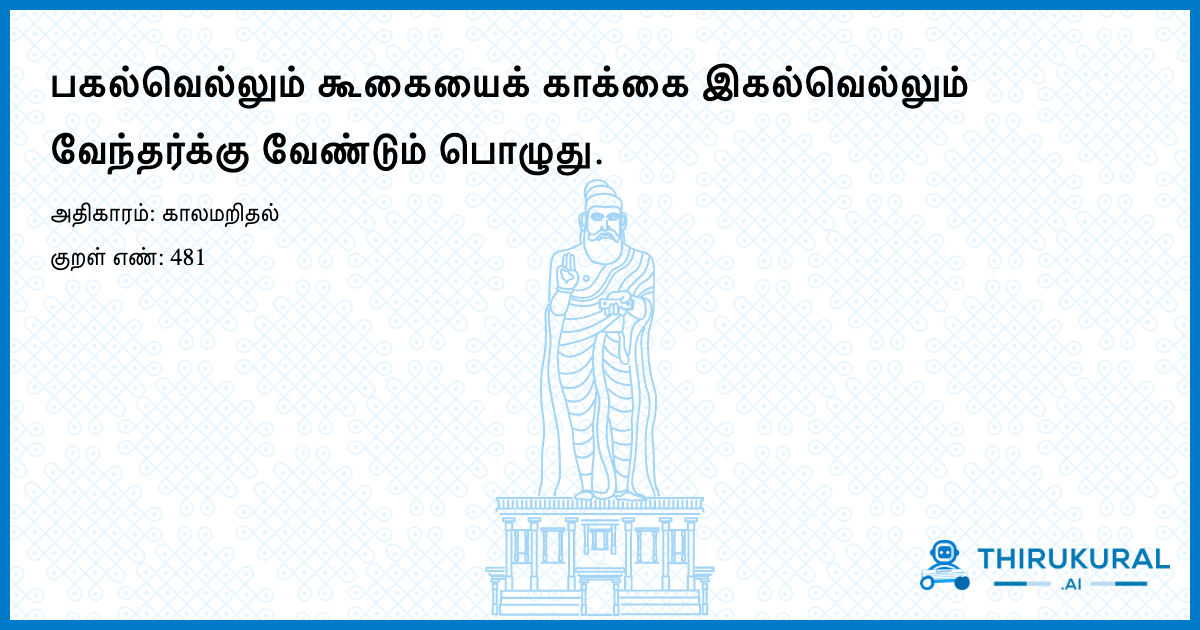 பகல்வெல்லும் கூகையைக் காக்கை இகல்வெல்லும்
வேந்தர்க்கு வேண்டும் பொழுது.
அதிகாரம்: காலமறிதல்
குறள் எண்: 481
THIRUKURAL
.AI